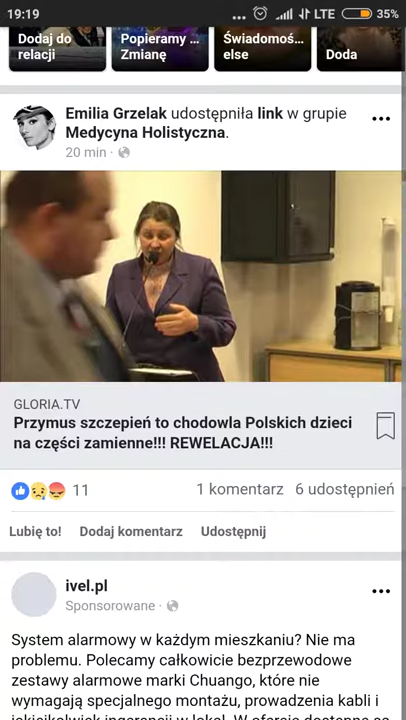 19:19
... LTE 35%
Dodaj do
relacji
Popieramy ...
Zmianę
Świadomoś...
else
Doda
Emilia Grzelak udostępniła link w grupie
Medycyna Holistyczna.
20 min ·
GLORIA.TV
Przymus szczepień to chodowla Polskich dzieci
na części zamienne!!! REWELACJA!!!
11 1 komentarz 6 udostępnień
Lubię to! Dodaj komentarz Udostępnij
ivel.pl
Sponsorowane ·
System alarmowy w każdym mieszkaniu? Nie ma
problemu. Polecamy całkowicie bezprzewodowe
zestawy alarmowe marki Chuango, które nie
wymagają specjalnego montażu, prowadzenia kabli i